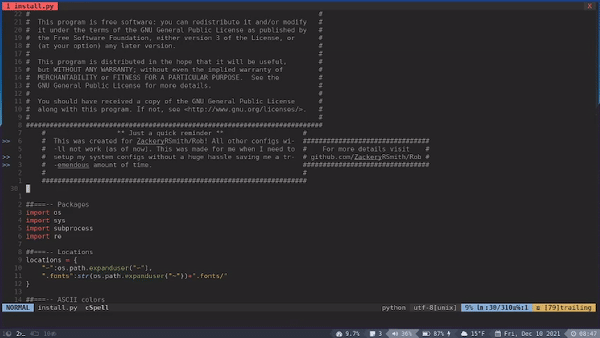 1 install.py X
22 # #
21 # This program is free software: you can redistribute it and/or modify #
20 # it under the terms of the GNU General Public License as published by #
19 # the Free Software Foundation, either version 3 of the License, or #
18 # (at your option) any later version. #
17 # #
16 # This program is distributed in the hope that it will be useful, #
15 # but WITHOUT ANY WARRANTY; without even the implied warranty of #
14 # MERCHANTABILITY or FITNESS FOR A PARTICULAR PURPOSE. See the #
13 # GNU General Public License for more details. #
12 # #
11 # You should have received a copy of the GNU General Public License #
10 # along with this program. If not, see <http://www.gnu.org/licenses/>. #
9 # #
8 ##########################################################################
7 # ** Just a quick reminder ** #
>> 6 # This was created for ZackeryRSmith/Rob! All other configs wi- ################################
5 # -ll not work (as of now). This was made for me when I need to # For more details visit #
>> 4 # setup my system configs without a huge hassle saving me a tr- # github.com/ZackeryRSmith/Rob #
>> 3 # -emendous amount of time. ################################
2 # #
1 ##################################################################
30
1
2 ##===-- Packages
3 import os
4 import sys
5 import subprocess
6 import re
7
8 ##===-- Locations
9 locations = {
10 "~":os.path.expanduser("~"),
11 ".fonts":str(os.path.expanduser("~"))+".fonts/"
12 }
13
14 ##===-- ASCII colors
NORMAL install.py cSpell python utf-8[unix] 9% ㏑:30/310☰℅:1 ☲ [79]trailing
2 9.7% 3 36% 87% 15°F Fri, Dec 10 2021 08:47